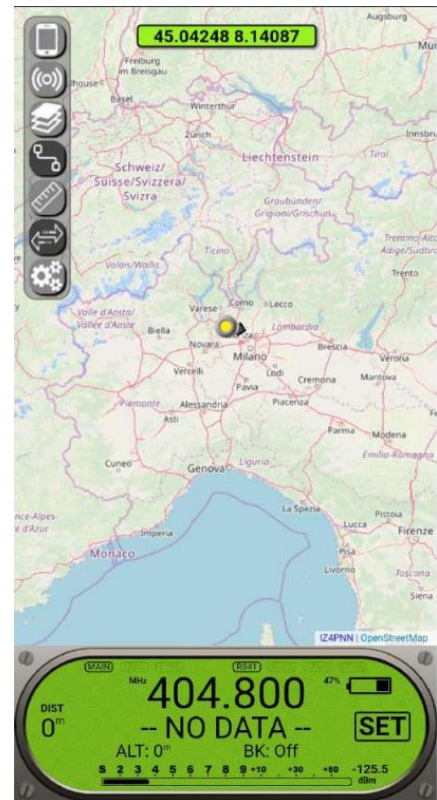 45.04248 8.14087
Augsburg
Freiburg
im Breisgau
Basel
Winterthur
Zürich
Innsbru
Schweiz/
Suisse/Svizzera/
Svizra
Liechtenstein
Tirol
Graubünden/
Grigioni/Grischun
Ticino
Valais/Wallis
Trentino-Alto
Adige/Südtiro
Trento
Valle d'Aosta/
Vallée d'Aoste
Varese
Como
Lecco
Biella
Novara
Lombardia
Milano
Brescia
Verona
Vercelli
Pavia
Lodi
Cremona
Mantova
Piemonte
Alessandria
Piacenza
Asti
Parma
Modena
Emilia-Romagna
Cuneo
Genova
Liguria
La Spezia
Pistoia
Lucca
Firenze
Imperia
Pisa
Monaco
Livorno
Toscana
Siena
IZ4PNN | OpenStreetMap
MAIN
RS41
MHz
404.800
47%
DIST
0m
-- NO DATA --
SET
ALT: 0m
BK: Off
S 2 3 4 5 6 7 8 9 +10 +30 +50
-125.5
dBm